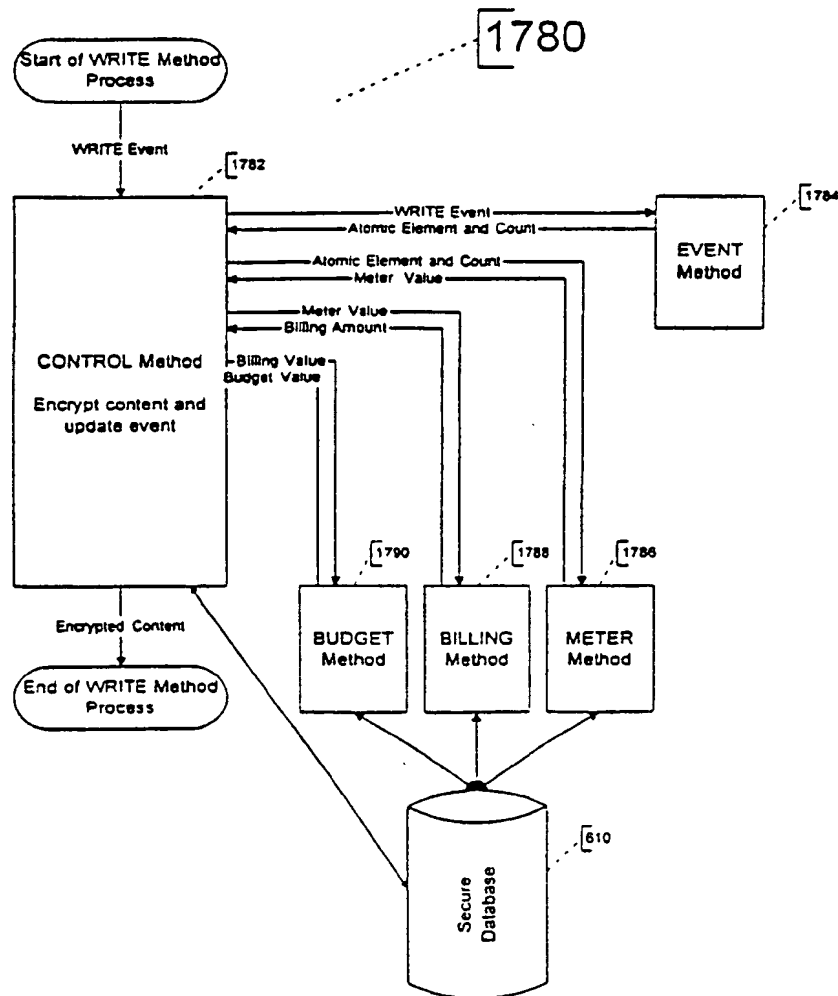 1780
Start of WRITE Method
Process
WRITE Event
1782
1784
WRITE Event
Atomic Element and Count
EVENT
Method
Atomic Element and Count
Meter Value
Meter Value
Billing Amount
CONTROL Method
Billing Value
Budget Value
Encrypt content and
update event
1790
1788
1786
Encrypted Content
BUDGET
Method
BILLING
Method
METER
Method
End of WRITE Method
Process
610
Secure
Database